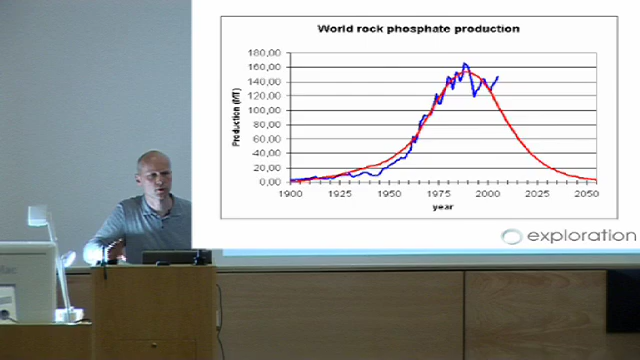 World rock phosphate production
180,00
160,00
140,00
120,00
100,00
80,00
60,00
40,00
20,00
0,00
Production (MT)
1900 1925 1950 1975 2000 2025 2050
year
exploration